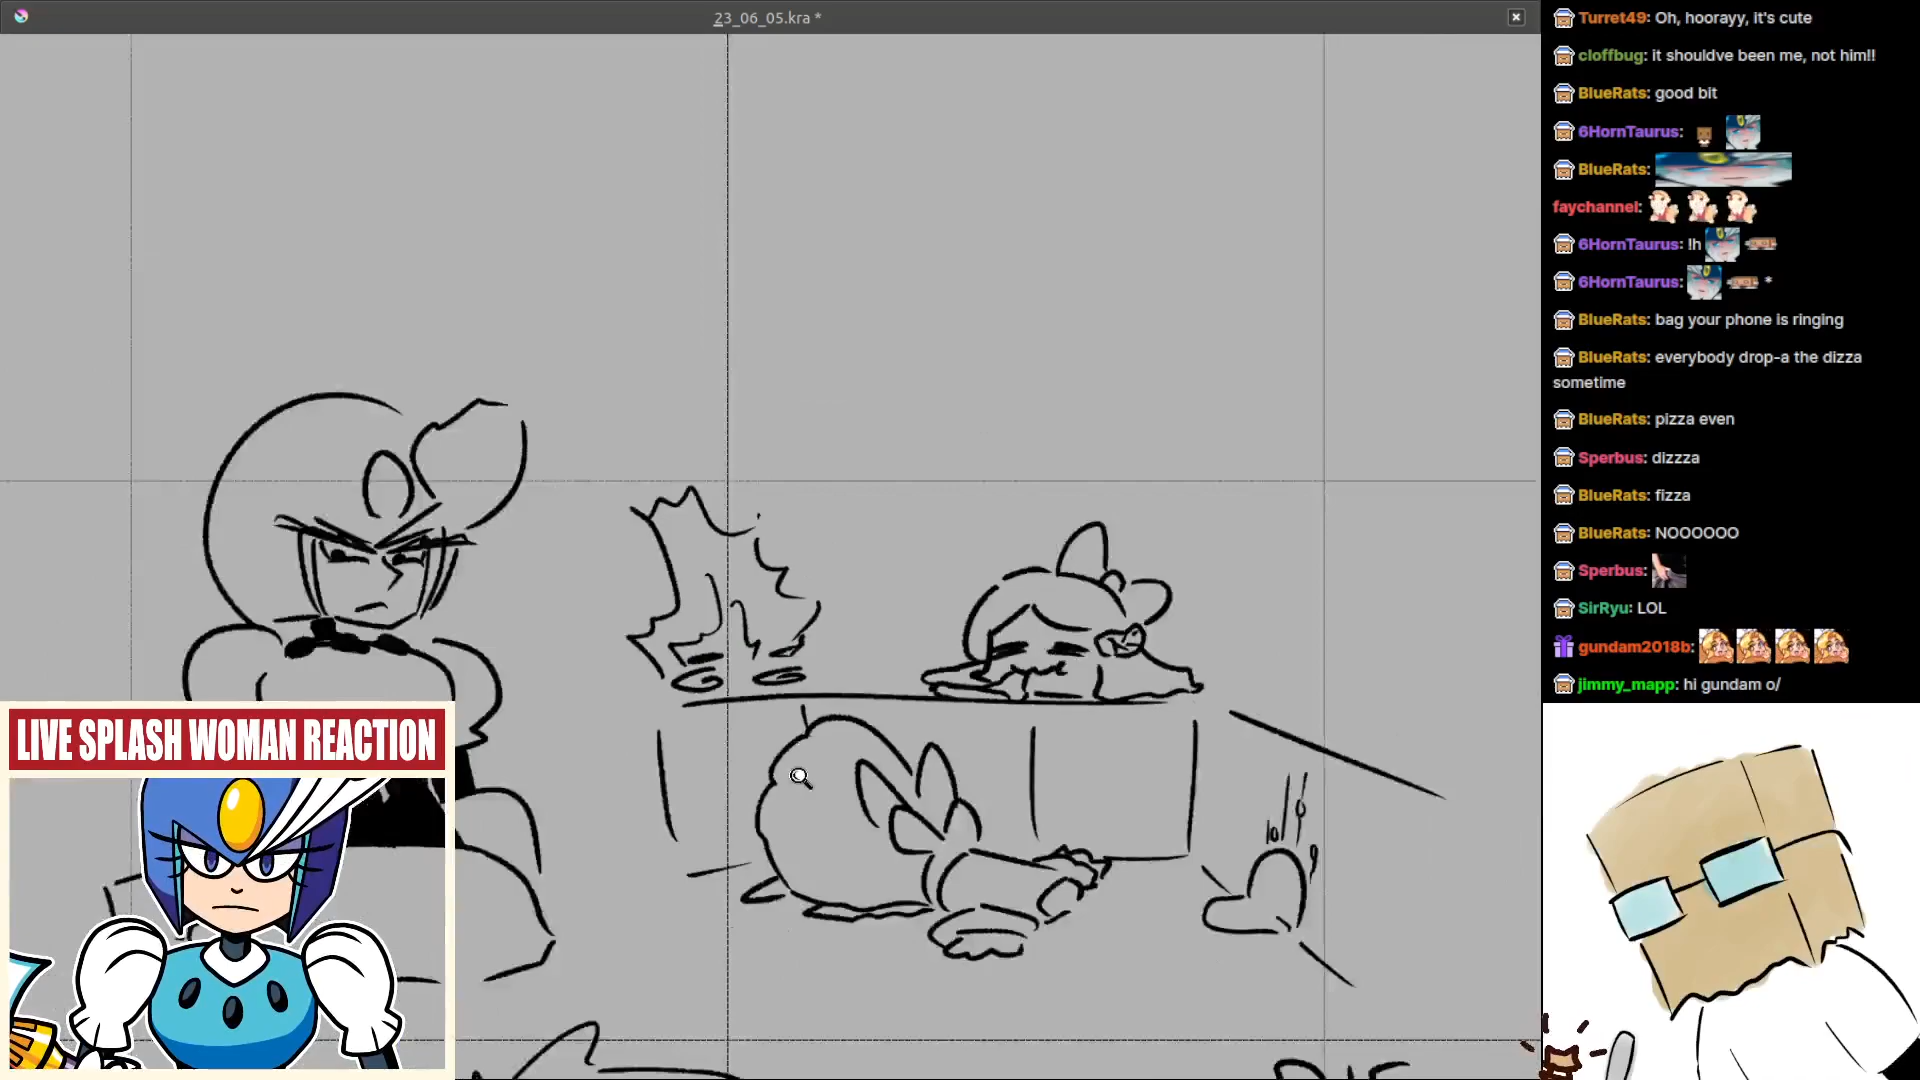 23_06_05.kra *
Turret49: Oh, hoorayy, it's cute
cloffbug: it shouldve been me, not him!!
BlueRats: good bit
6HornTaurus:
BlueRats:
faychannel:
6HornTaurus: !h
6HornTaurus: *
BlueRats: bag your phone is ringing
BlueRats: everybody drop-a the dizza
sometime
BlueRats: pizza even
Sperbus: dizzza
BlueRats: fizza
BlueRats: NOOOOOO
Sperbus:
SirRyu: LOL
gundam2018b:
jimmy_mapp: hi gundam o/
LIVE SPLASH WOMAN REACTION